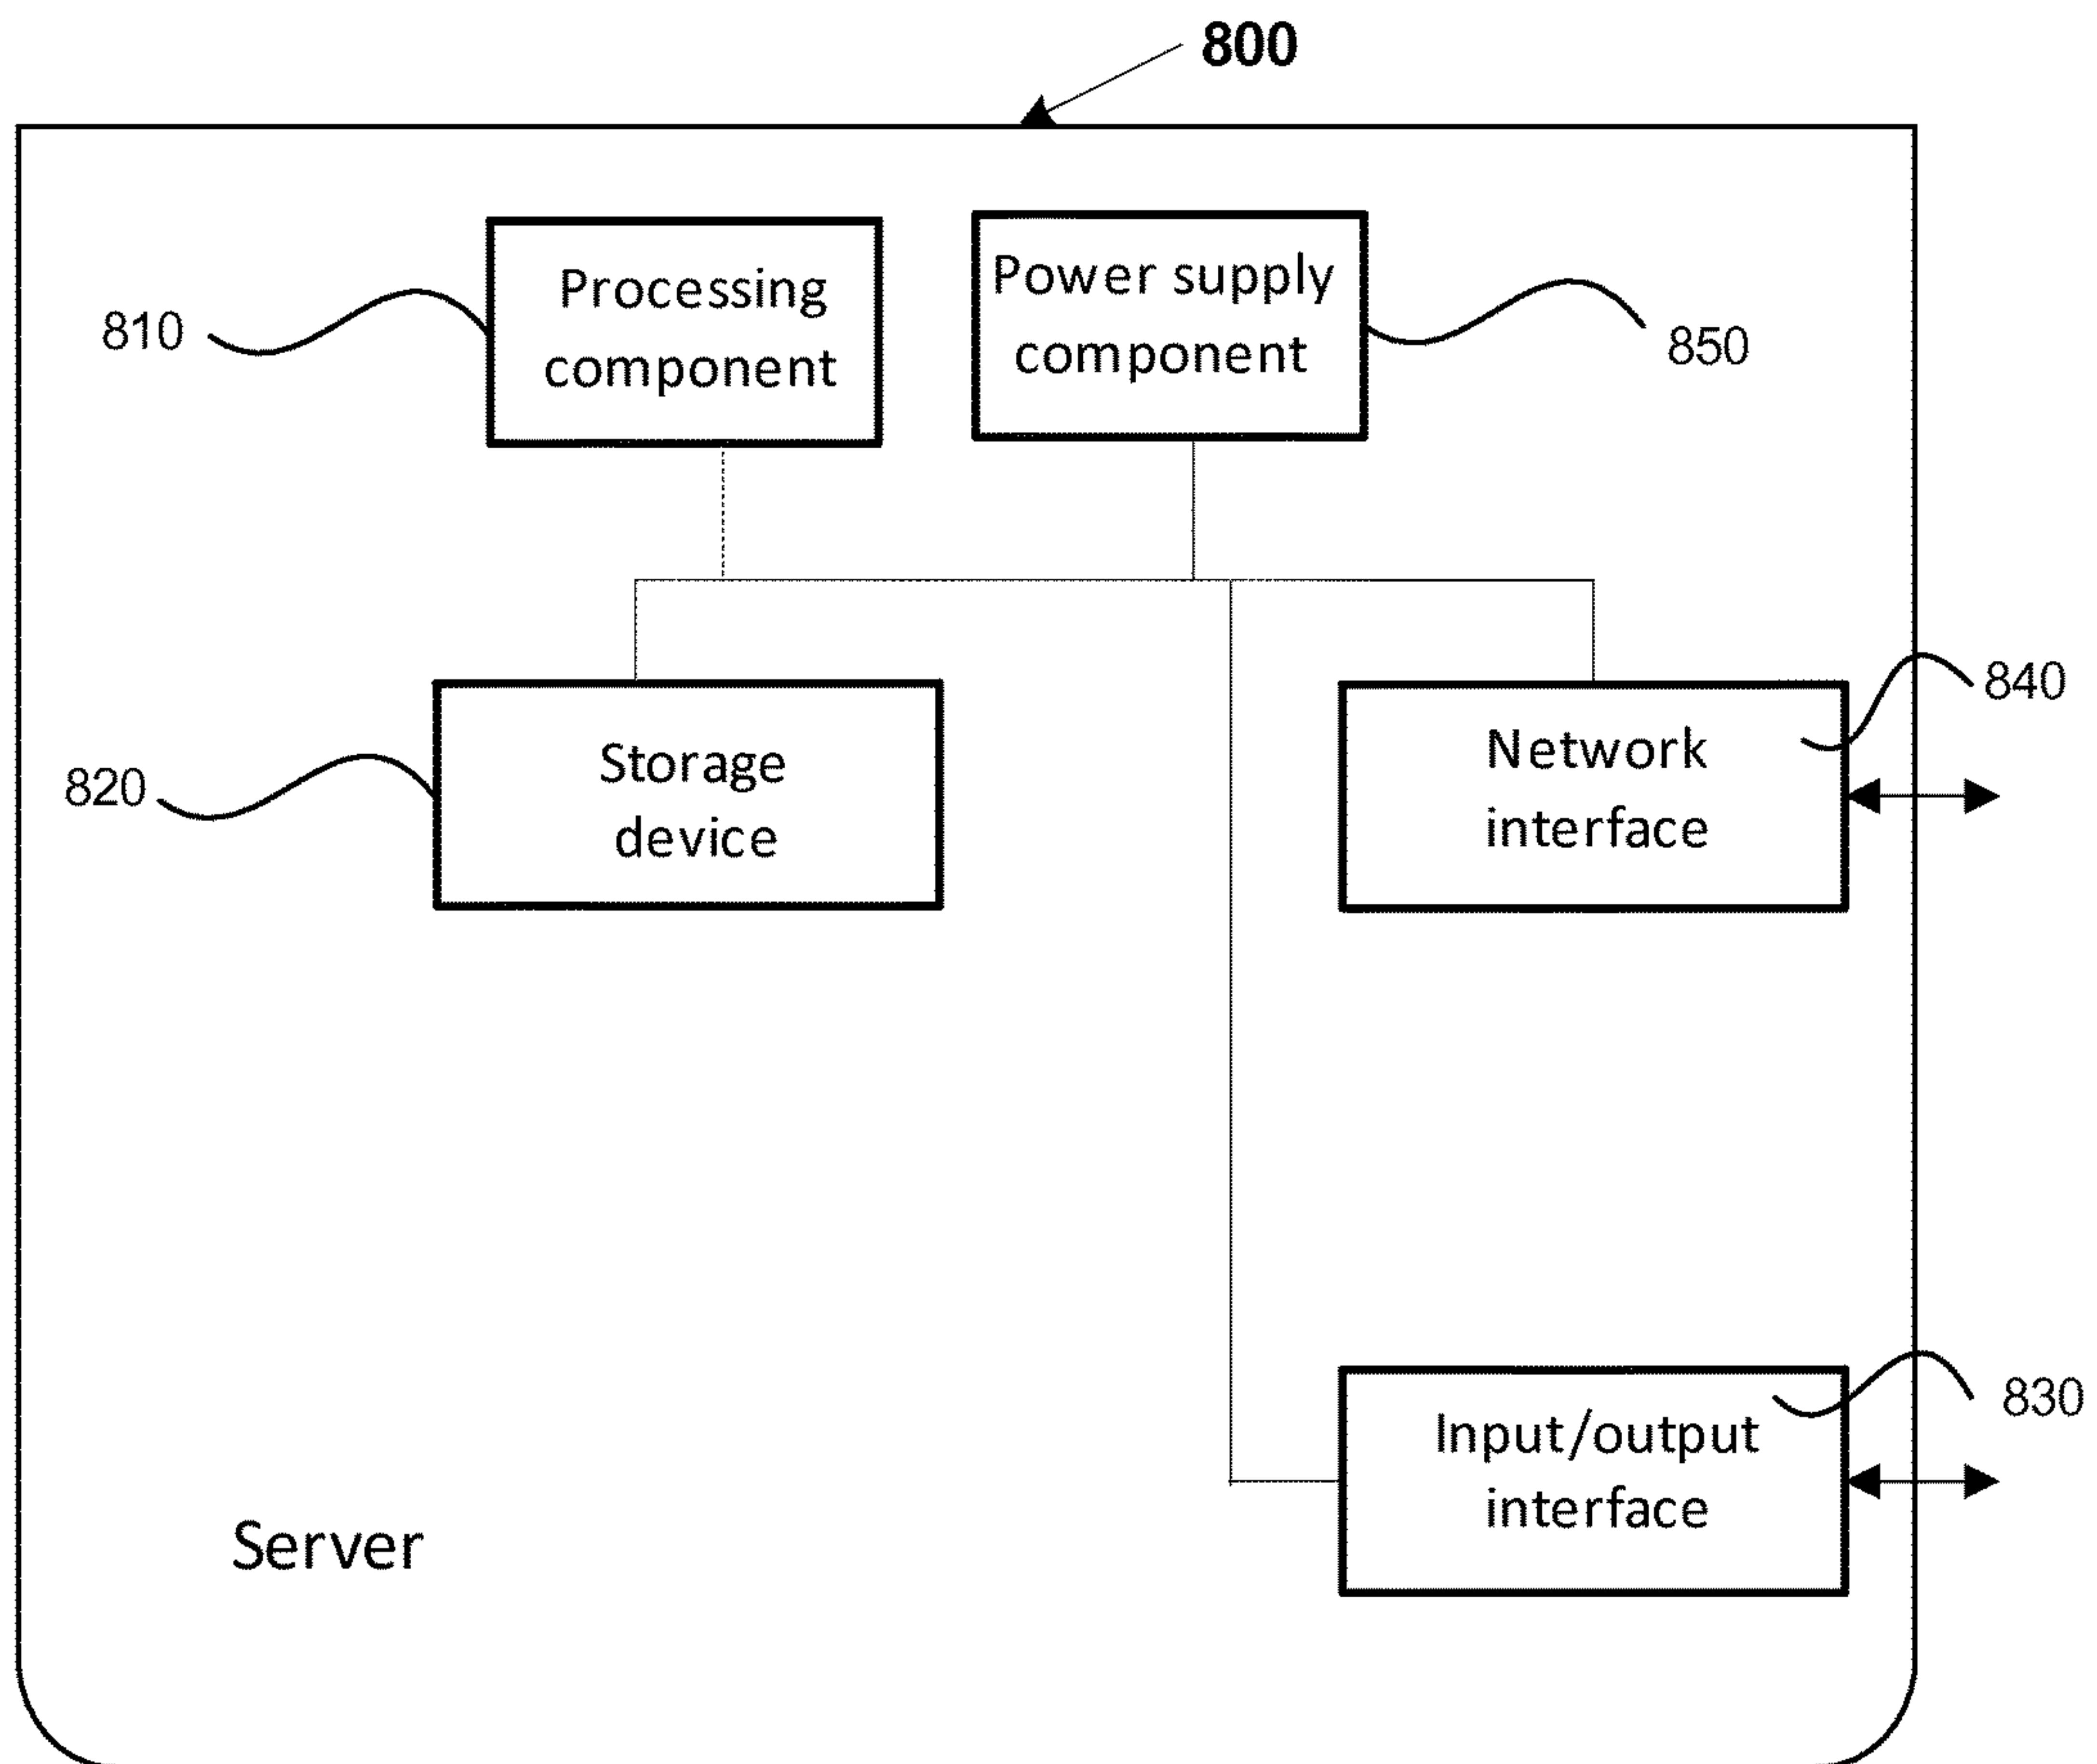 800
Processing
component
Power supply
component
810
850
Storage
device
820
Network
interface
840
Input/output
interface
830
Server